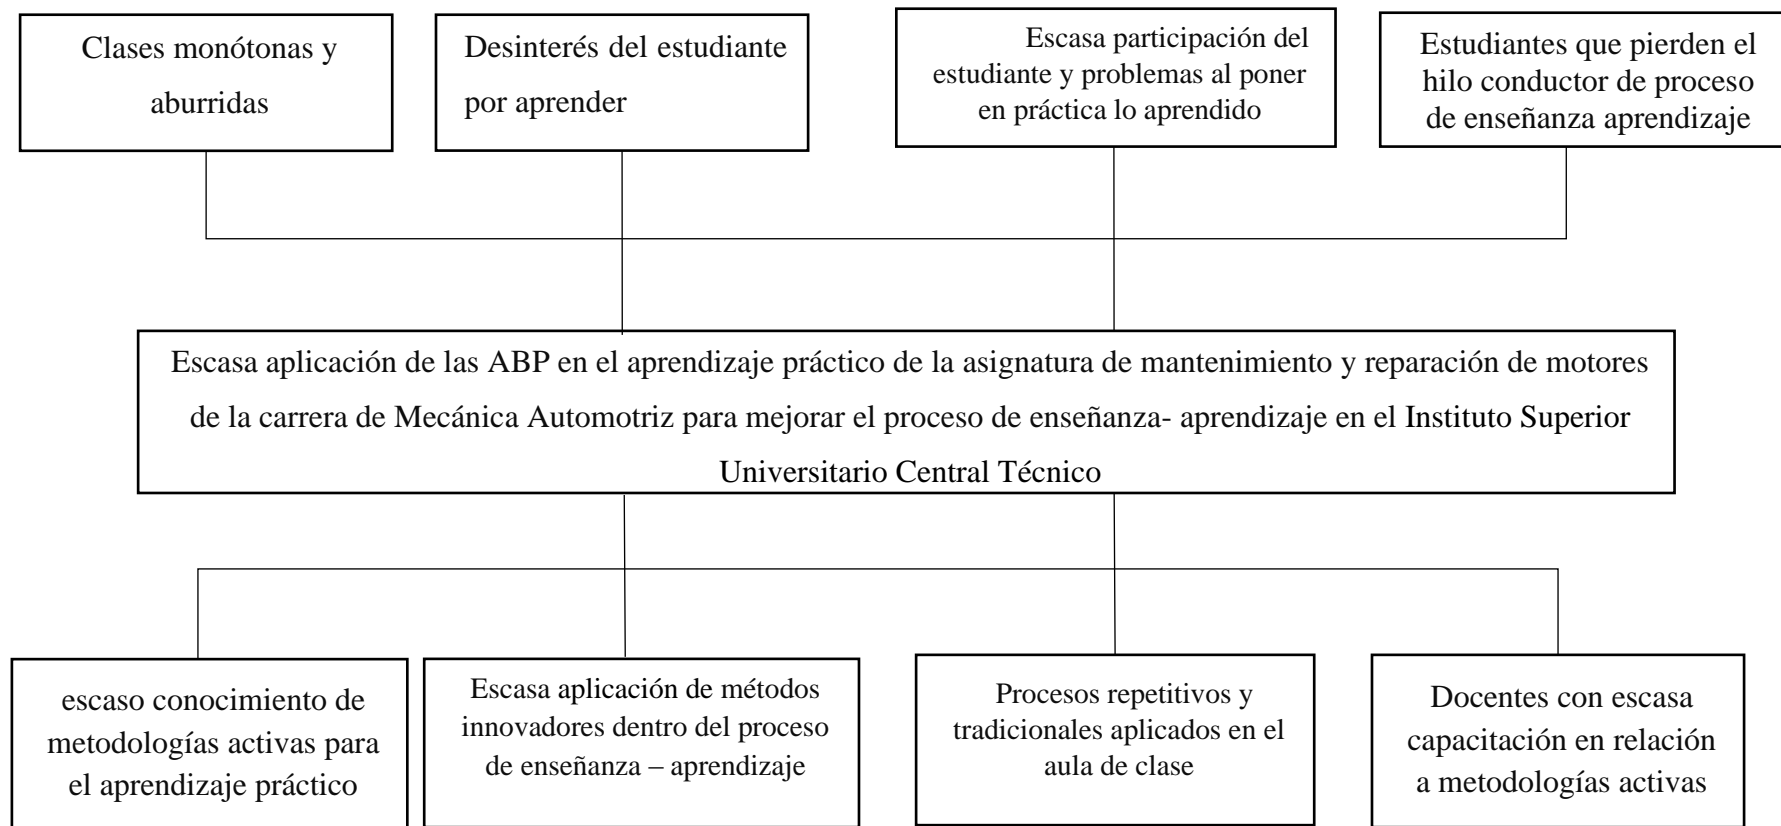 Clases monótonas y
aburridas
Desinterés del estudiante
por aprender
Escasa participación del
estudiante y problemas al poner
en práctica lo aprendido
Estudiantes que pierden el
hilo conductor de proceso
de enseñanza aprendizaje
Escasa aplicación de las ABP en el aprendizaje práctico de la asignatura de mantenimiento y reparación de motores
de la carrera de Mecánica Automotriz para mejorar el proceso de enseñanza- aprendizaje en el Instituto Superior
Universitario Central Técnico
escaso conocimiento de
metodologías activas para
el aprendizaje práctico
Escasa aplicación de métodos
innovadores dentro del proceso
de enseñanza – aprendizaje
Procesos repetitivos y
tradicionales aplicados en el
aula de clase
Docentes con escasa
capacitación en relación
a metodologías activas